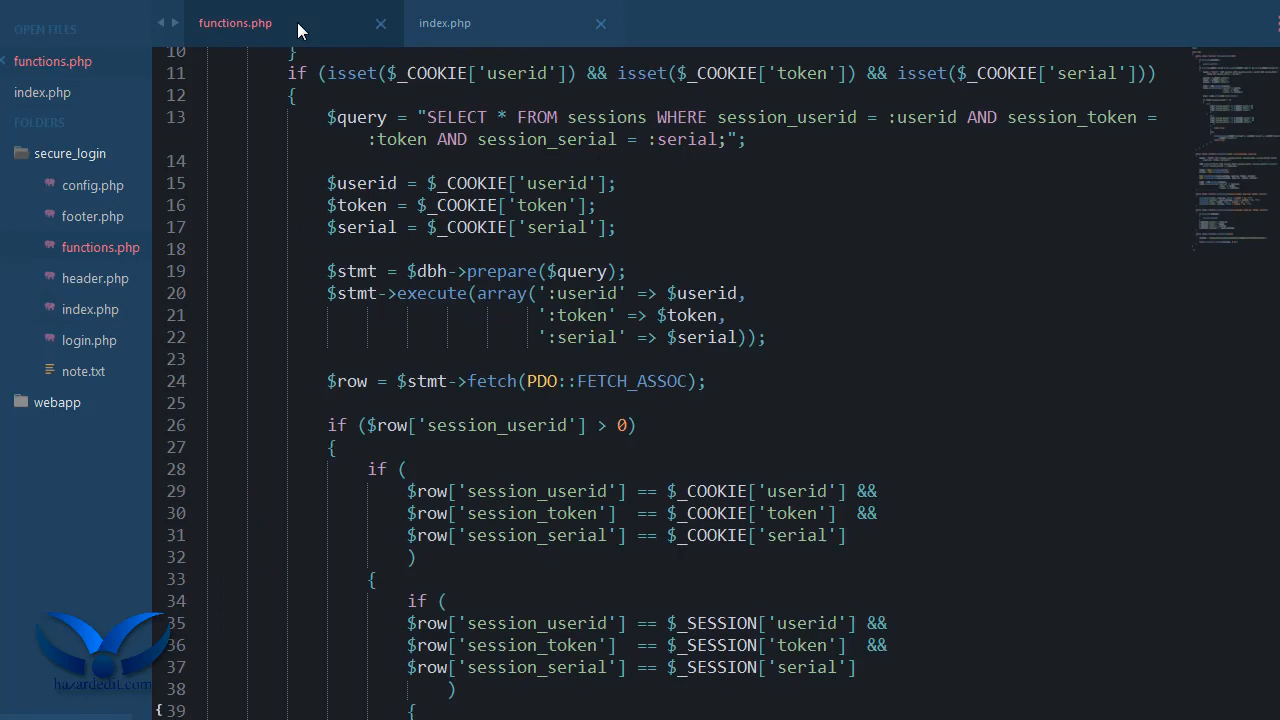 OPEN FILES
functions.php
index.php
FOLDERS
secure_login
config.php
footer.php
functions.php
header.php
index.php
login.php
note.txt
webapp
hazardedit.com
functions.php
index.php
10 }
11 if (isset($_COOKIE['userid']) && isset($_COOKIE['token']) && isset($_COOKIE['serial']))
12 {
13 $query = "SELECT * FROM sessions WHERE session_userid = :userid AND session_token =
:token AND session_serial = :serial;";
14
15 $userid = $_COOKIE['userid'];
16 $token = $_COOKIE['token'];
17 $serial = $_COOKIE['serial'];
18
19 $stmt = $dbh->prepare($query);
20 $stmt->execute(array(':userid' => $userid,
21 ':token' => $token,
22 ':serial' => $serial));
23
24 $row = $stmt->fetch(PDO::FETCH_ASSOC);
25
26 if ($row['session_userid'] > 0)
27 {
28 if (
29 $row['session_userid'] == $_COOKIE['userid'] &&
30 $row['session_token'] == $_COOKIE['token'] &&
31 $row['session_serial'] == $_COOKIE['serial']
32 )
33 {
34 if (
35 $row['session_userid'] == $_SESSION['userid'] &&
36 $row['session_token'] == $_SESSION['token'] &&
37 $row['session_serial'] == $_SESSION['serial']
38 )
39 {